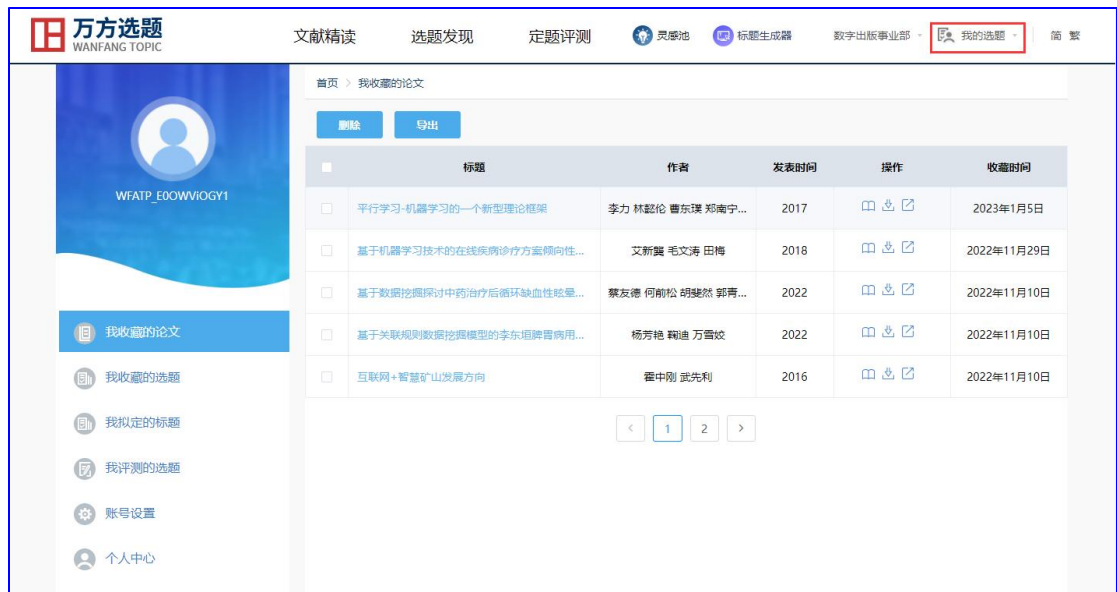 万方选题
WANFANG TOPIC
文献精读 选题发现 定题评测 灵感池 标题生成器 数字出版事业部 我的选题 简 繁
首页 > 我收藏的论文
删除 导出
WFATP_E0OWViOGY1
标题 作者 发表时间 操作 收藏时间
平行学习-机器学习的一个新型理论框架 李力 林懿伦 曹东璞 郑南宁... 2017 2023年1月5日
基于机器学习技术的在线疾病诊疗方案倾向性... 艾新龑 毛文涛 田梅 2018 2022年11月29日
基于数据挖掘探讨中药治疗后循环缺血性眩晕... 蔡友德 何前松 胡斐然 郭青... 2022 2022年11月10日
基于关联规则数据挖掘模型的李东垣脾胃病用... 杨芳艳 鞠迪 万雪姣 2022 2022年11月10日
互联网+智慧矿山发展方向 霍中刚 武先利 2016 2022年11月10日
< 1 2 >
我收藏的论文
我收藏的选题
我拟定的标题
我评测的选题
账号设置
个人中心